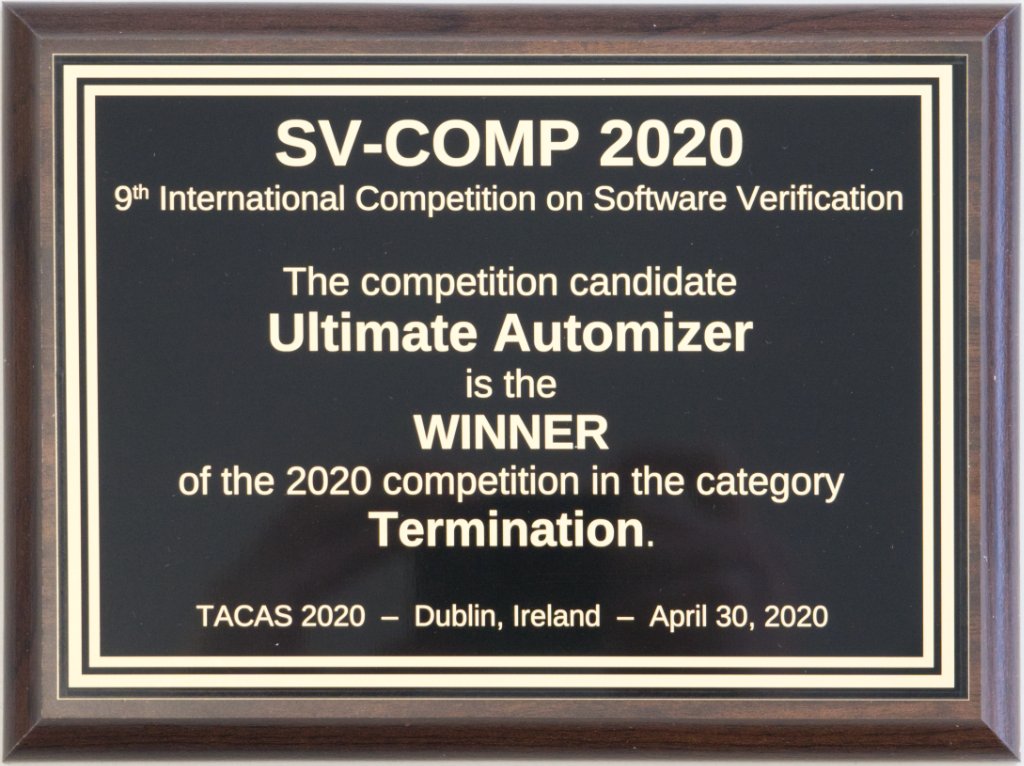 SV-COMP 2020
9th International Competition on Software Verification
The competition candidate
Ultimate Automizer
is the
WINNER
of the 2020 competition in the category
Termination.
TACAS 2020 – Dublin, Ireland – April 30, 2020